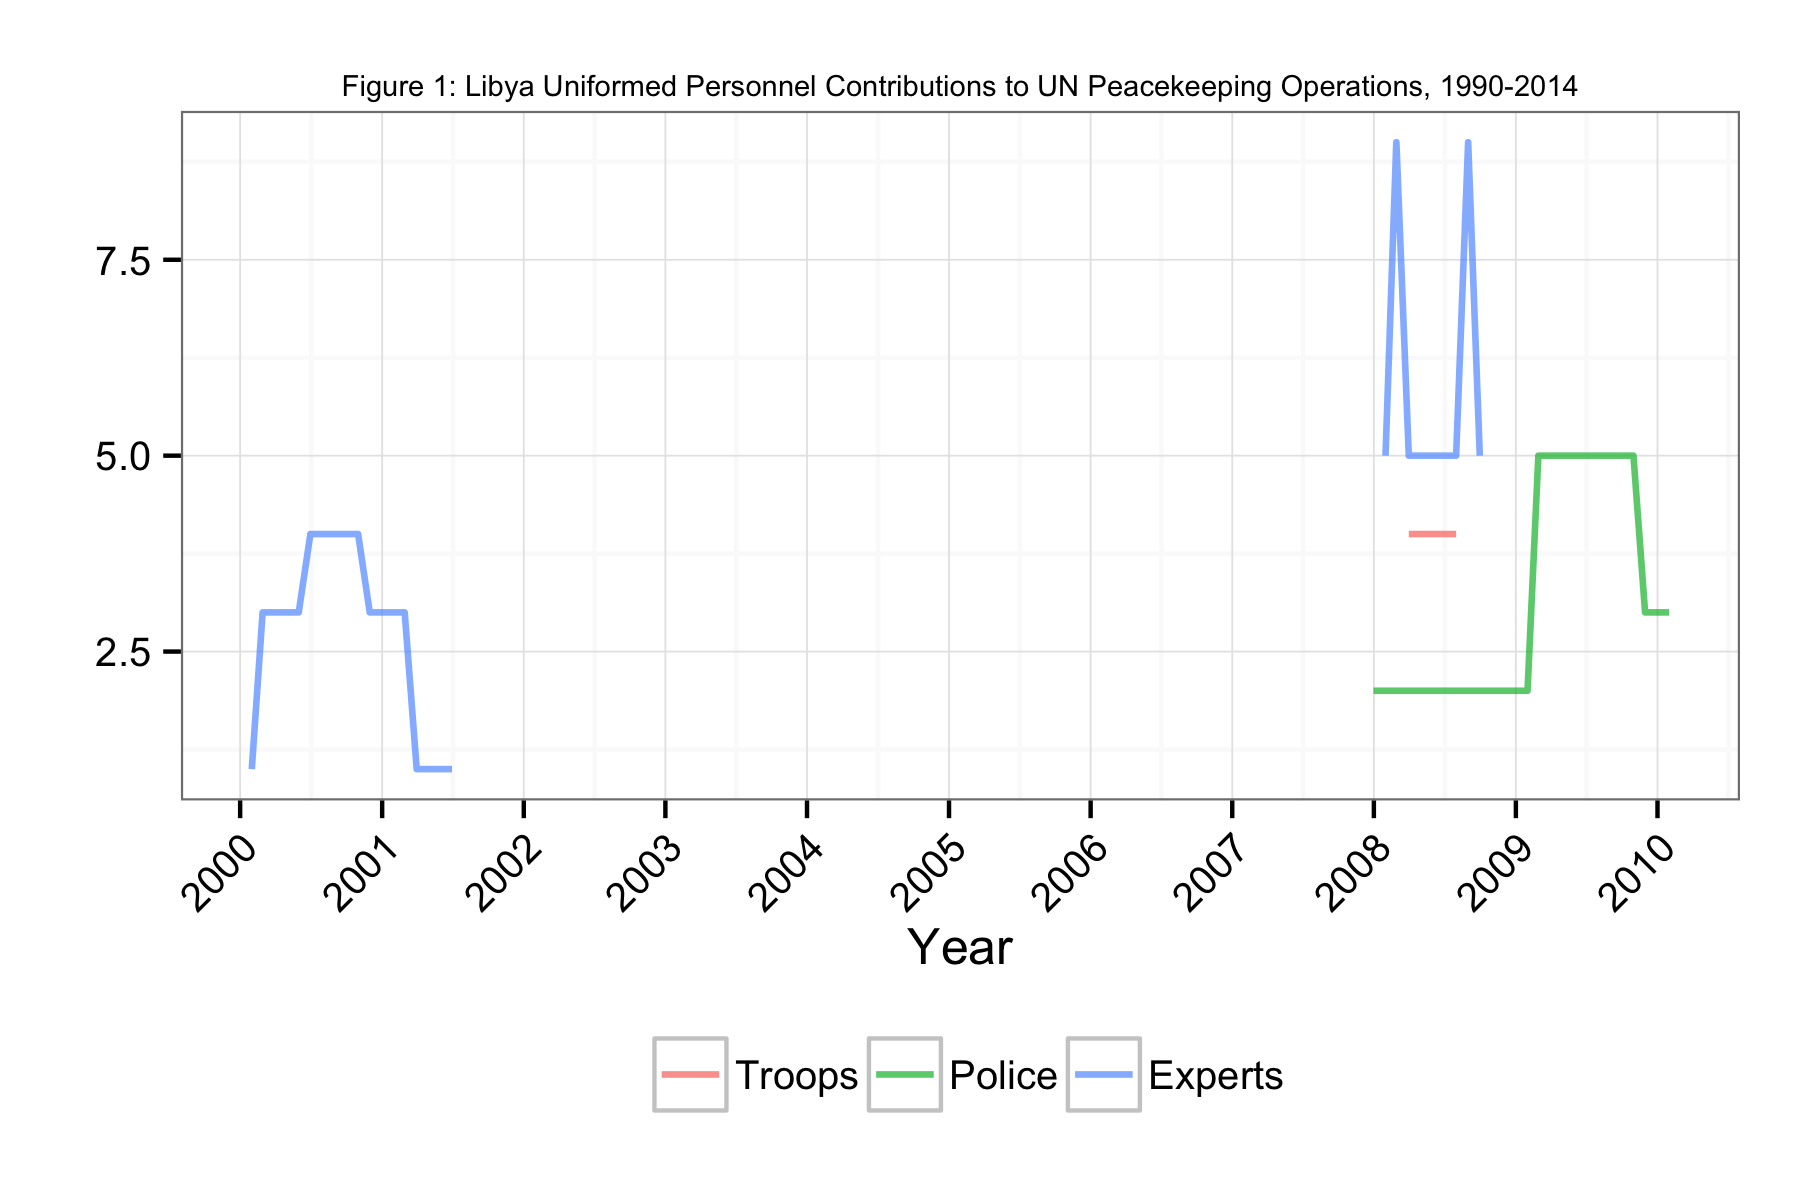 Figure 1: Libya Uniformed Personnel Contributions to UN Peacekeeping Operations, 1990-2014
7.5
5.0
2.5
2000 2001 2002 2003 2004 2005 2006 2007 2008 2009 2010
Year
Troops Police Experts